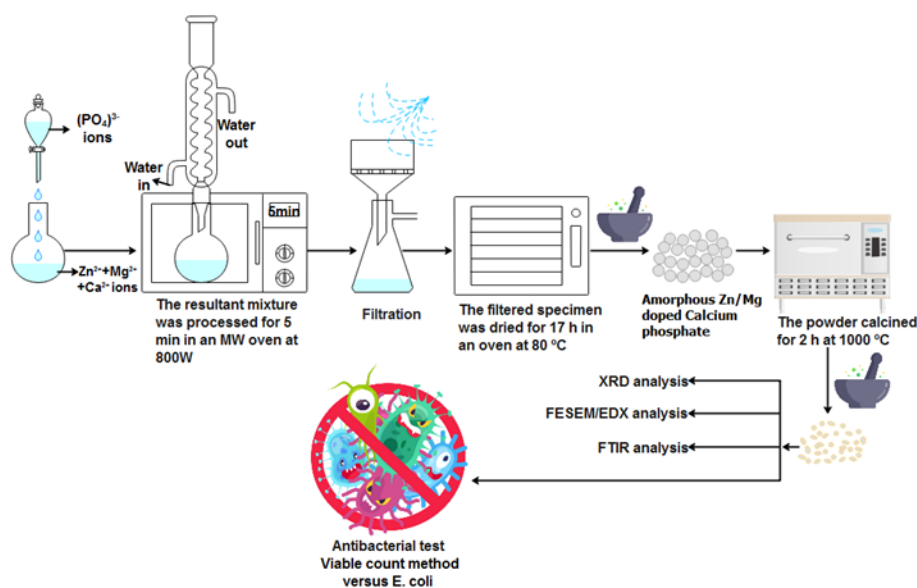 (PO₄)³⁻
ions
Water
out
Water
in
5min
Zn²⁺+Mg²⁺
+Ca²⁺ ions
The resultant mixture
was processed for 5
min in an MW oven at
800W
Filtration
The filtered specimen
was dried for 17 h in
an oven at 80 ºC
Amorphous Zn/Mg
doped Calcium
phosphate
The powder calcined
for 2 h at 1000 ºC
XRD analysis
FESEM/EDX analysis
FTIR analysis
Antibacterial test
Viable count method
versus E. coli